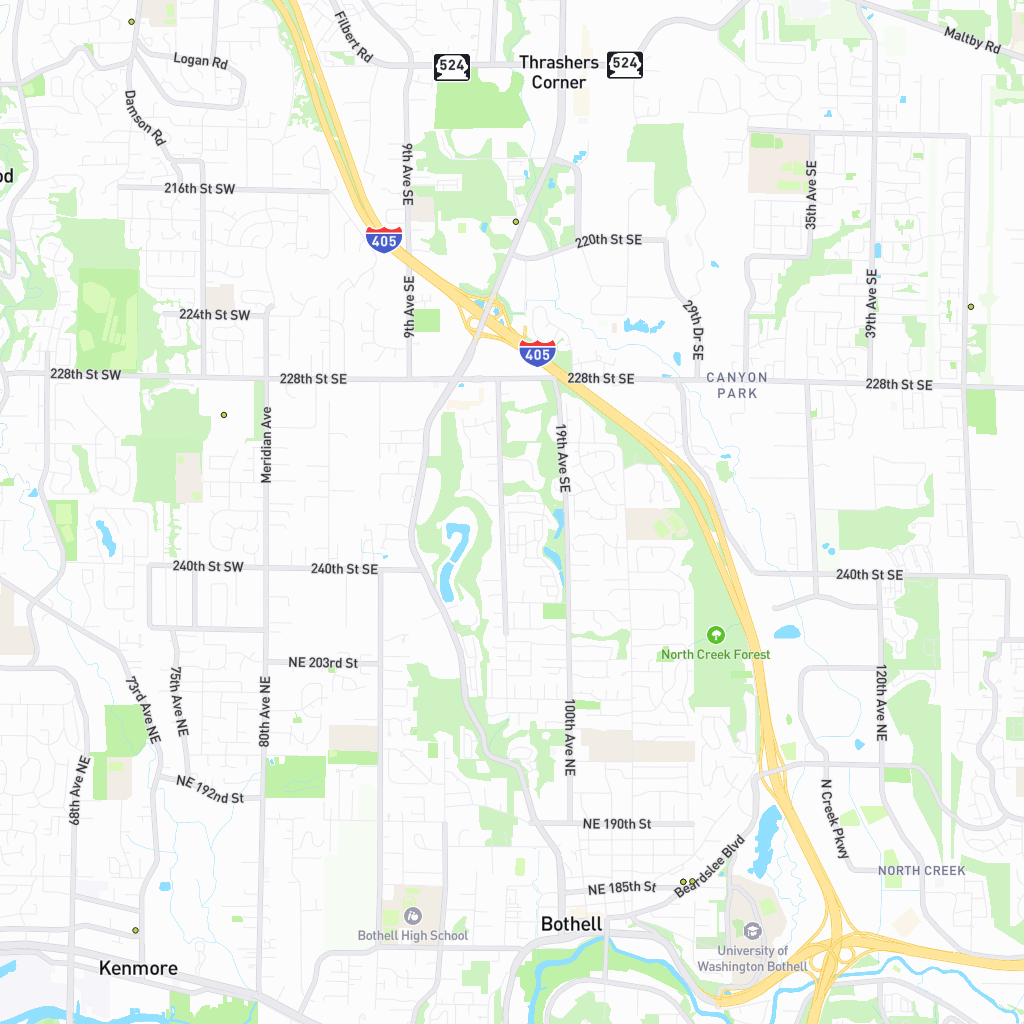 Filbert Rd
Maltby Rd
Logan Rd
524
Thrashers
Corner
524
Damson Rd
9th Ave SE
od
216th St SW
35th Ave SE
405
220th St SE
9th Ave SE
39th Ave SE
224th St SW
29th Dr SE
405
228th St SW
228th St SE
228th St SE
CANYON
PARK
228th St SE
Meridian Ave
19th Ave SE
240th St SW
240th St SE
240th St SE
North Creek Forest
NE 203rd St
75th Ave NE
73rd Ave NE
80th Ave NE
100th Ave NE
120th Ave NE
68th Ave NE
NE 192nd St
N Creek Pkwy
NE 190th St
Beardslee Blvd
NORTH CREEK
NE 185th St
Bothell High School
Bothell
University of
Washington Bothell
Kenmore